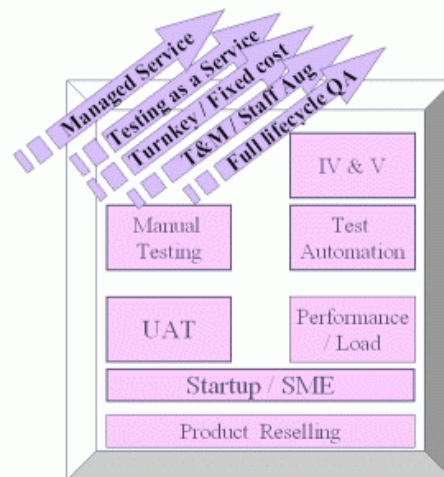 Managed Service
Testing as a Service
Turnkey / Fixed cost
T&M / Staff Aug
Full lifecycle QA
IV & V
Manual
Testing
Test
Automation
UAT
Performance
/ Load
Startup / SME
Product Reselling